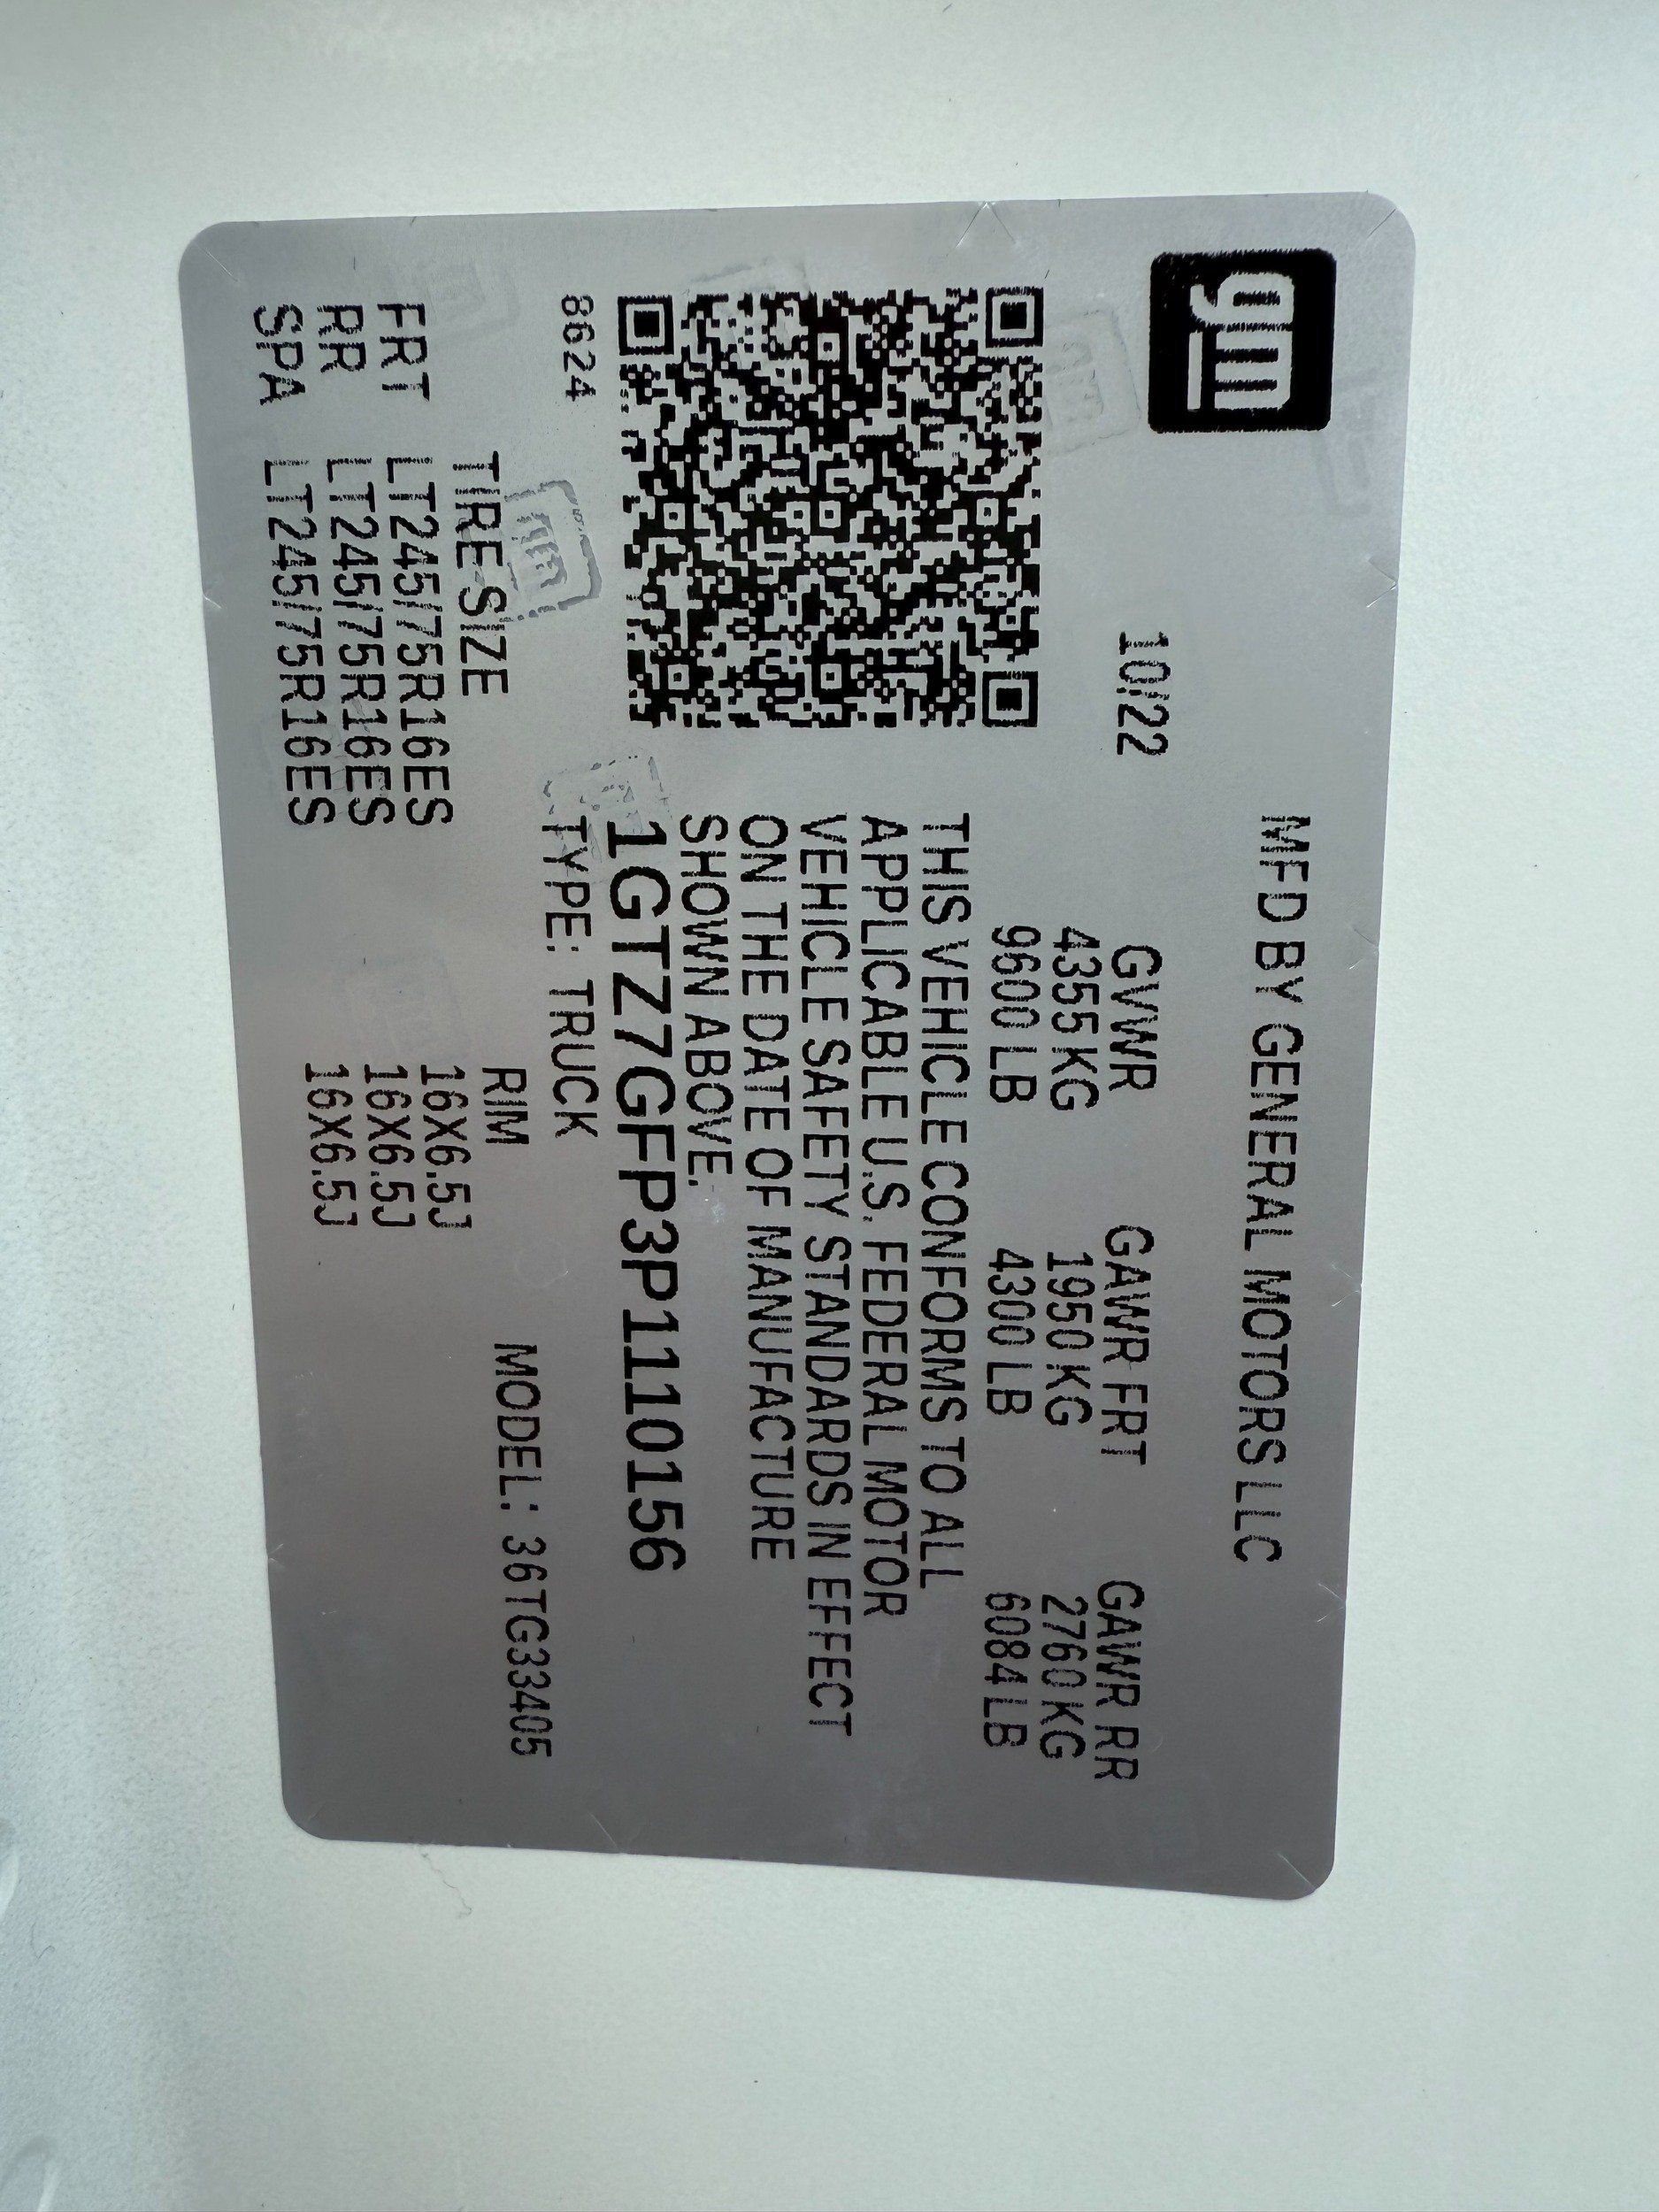 gm
MFD BY GENERAL MOTORS LLC
10/22
GVWR GAWR FRT GAWR RR
4355 KG 1950 KG 2760 KG
9600 LB 4300 LB 6084 LB
THIS VEHICLE CONFORMS TO ALL
APPLICABLE U.S. FEDERAL MOTOR
VEHICLE SAFETY STANDARDS IN EFFECT
ON THE DATE OF MANUFACTURE
SHOWN ABOVE.
1GTZ7GFP3P1110156
8624 TYPE: TRUCK
MODEL: 36TG33405
TIRE SIZE RIM
FRT LT245/75R16ES 16X6.5J
RR LT245/75R16ES 16X6.5J
SPA LT245/75R16ES 16X6.5J